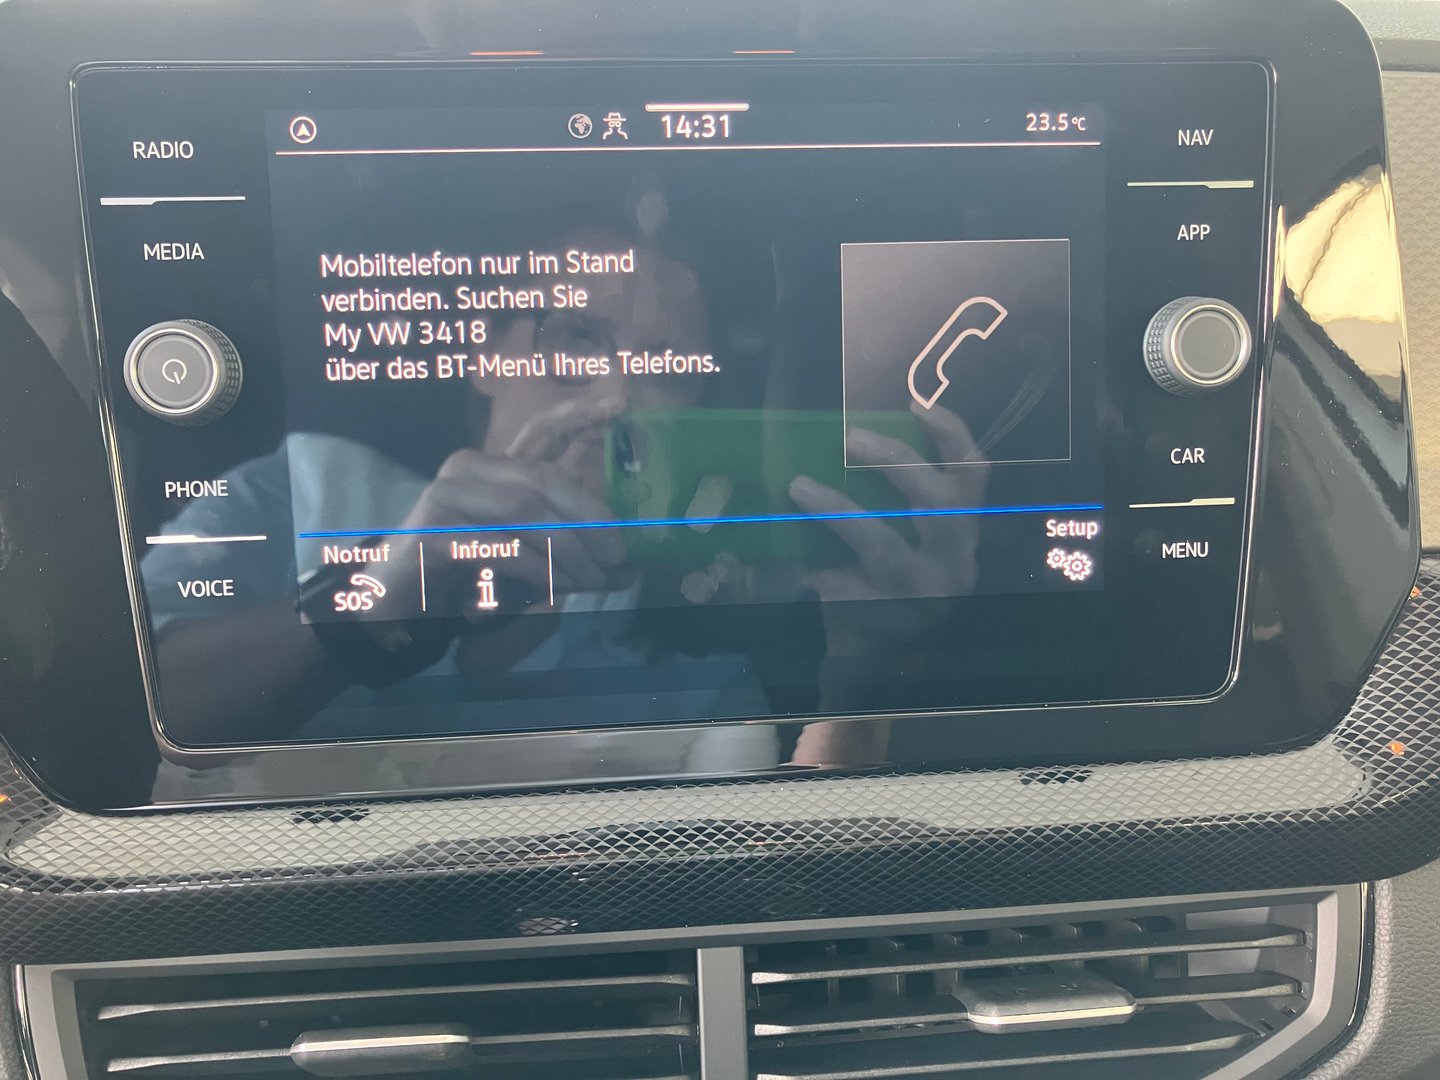 RADIO
MEDIA
PHONE
VOICE
14:31
23.5°C
Mobiltelefon nur im Stand
verbinden. Suchen Sie
My VW 3418
über das BT-Menü Ihres Telefons.
Notruf
SOS
Inforuf
i
Setup
NAV
APP
CAR
MENU